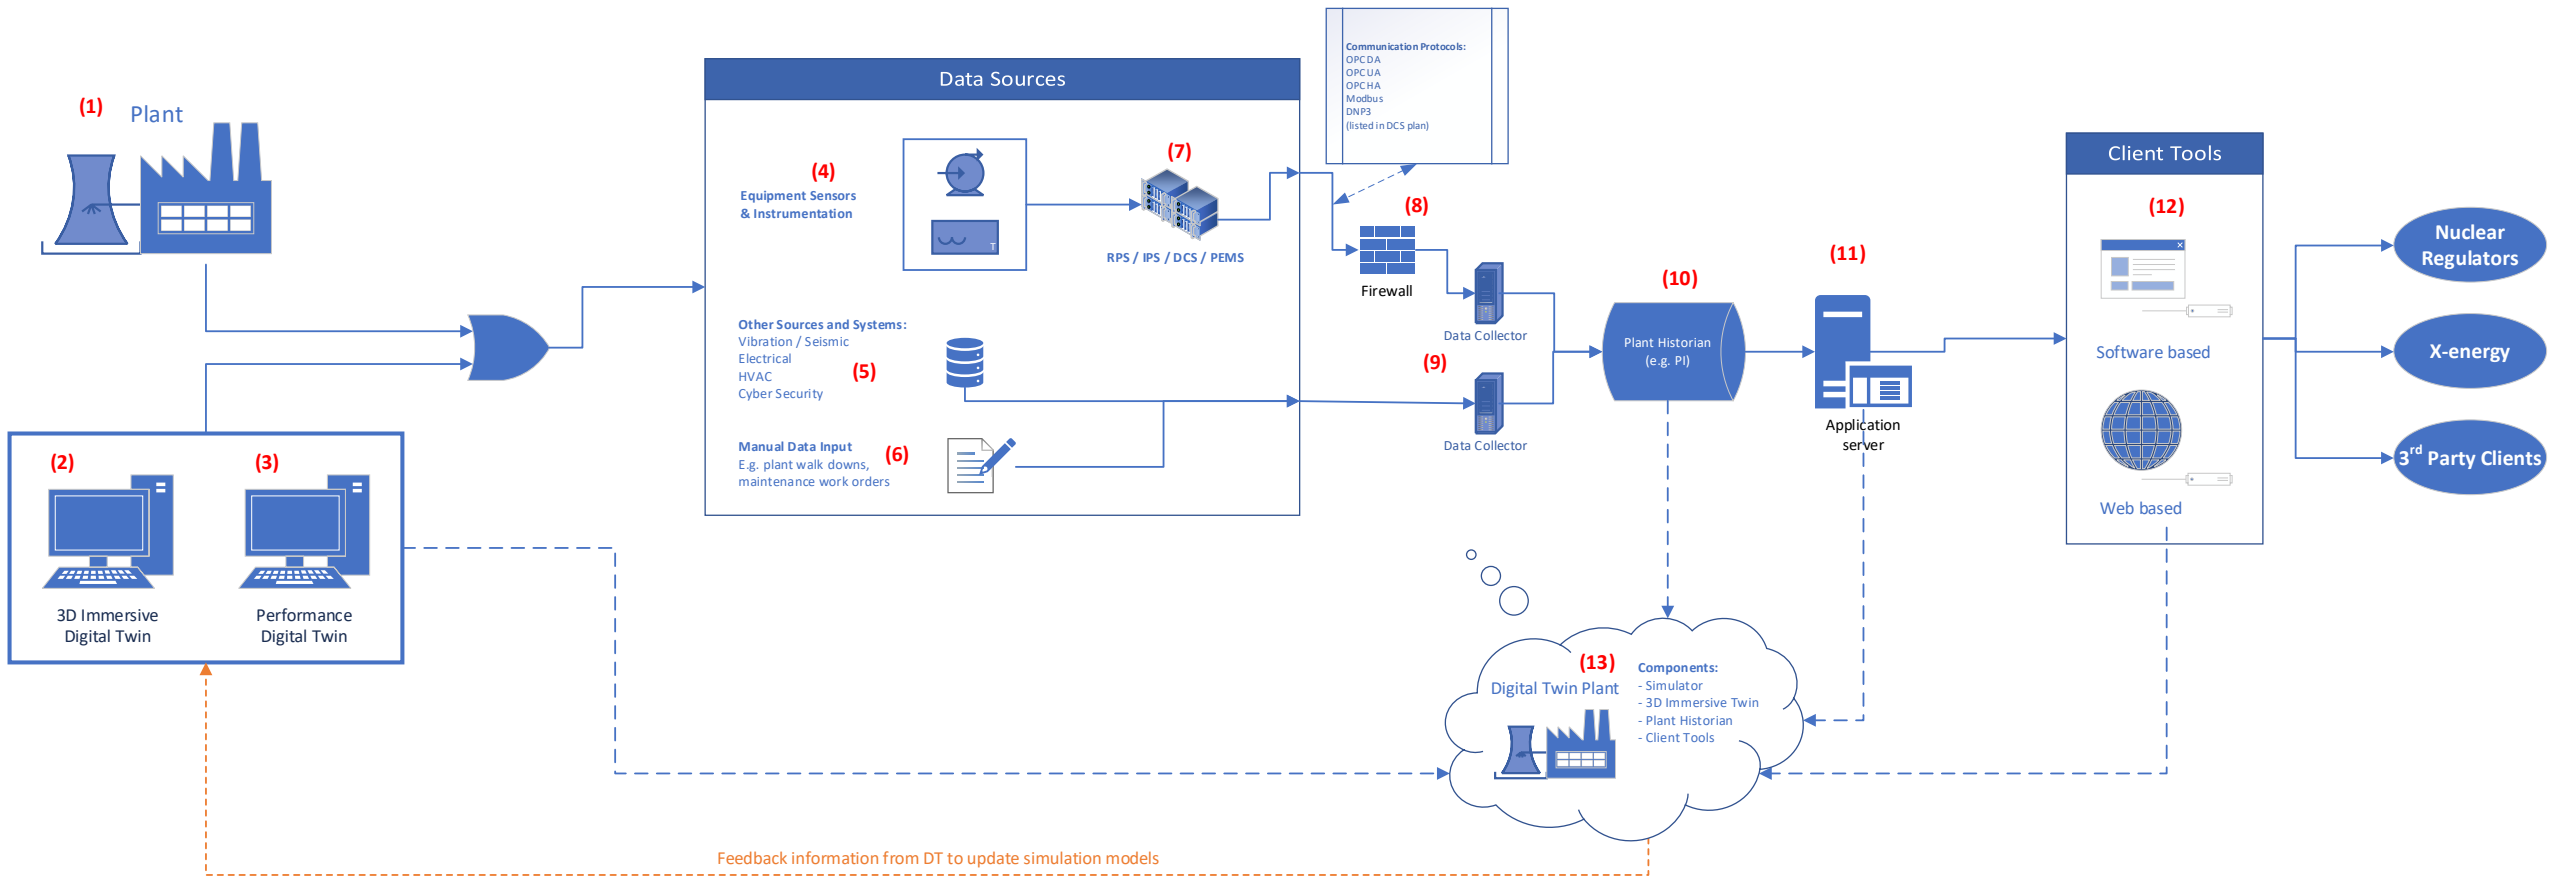 (1)
Plant
(2)
(3)
3D Immersive
Digital Twin
Performance
Digital Twin
Data Sources
(4)
Equipment Sensors
& Instrumentation
T
(7)
RPS / IPS / DCS / PEMS
Other Sources and Systems:
Vibration / Seismic
Electrical
HVAC
Cyber Security
(5)
Manual Data Input
E.g. plant walk downs,
maintenance work orders
(6)
Communication Protocols:
OPCDA
OPCUA
OPCHA
Modbus
DNP3
(listed in DCS plan)
(8)
Firewall
Data Collector
(9)
Data Collector
(10)
Plant Historian
(e.g. PI)
(11)
Application
server
Client Tools
(12)
Software based
Web based
Nuclear
Regulators
X-energy
3rd Party Clients
(13)
Digital Twin Plant
Components:
- Simulator
- 3D Immersive Twin
- Plant Historian
- Client Tools
Feedback information from DT to update simulation models